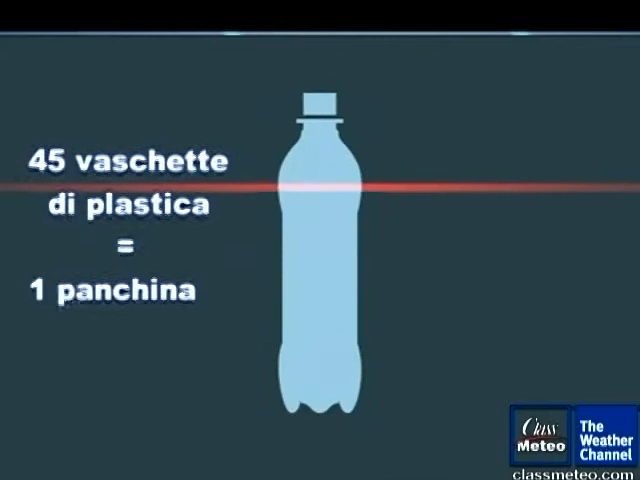 45 vaschette
di plastica
=
1 panchina
Class
Meteo
The
Weather
Channel
classmeteo.com